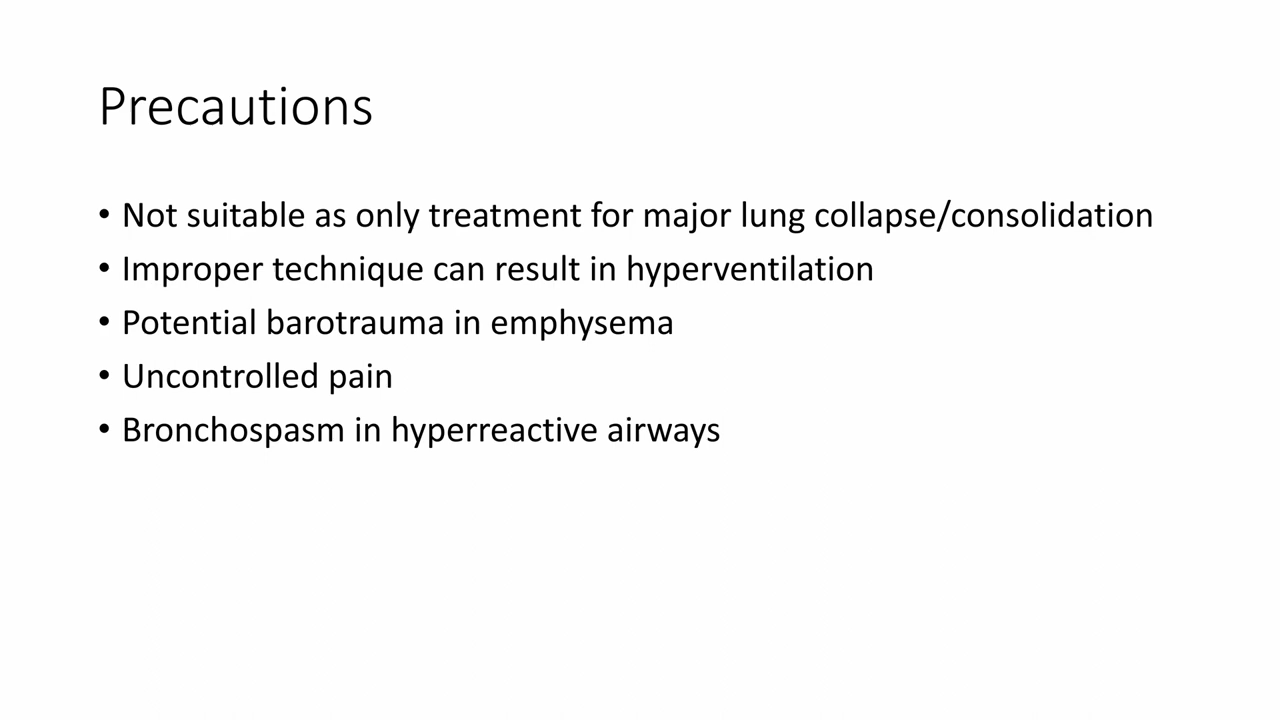 Precautions
• Not suitable as only treatment for major lung collapse/consolidation
• Improper technique can result in hyperventilation
• Potential barotrauma in emphysema
• Uncontrolled pain
• Bronchospasm in hyperreactive airways